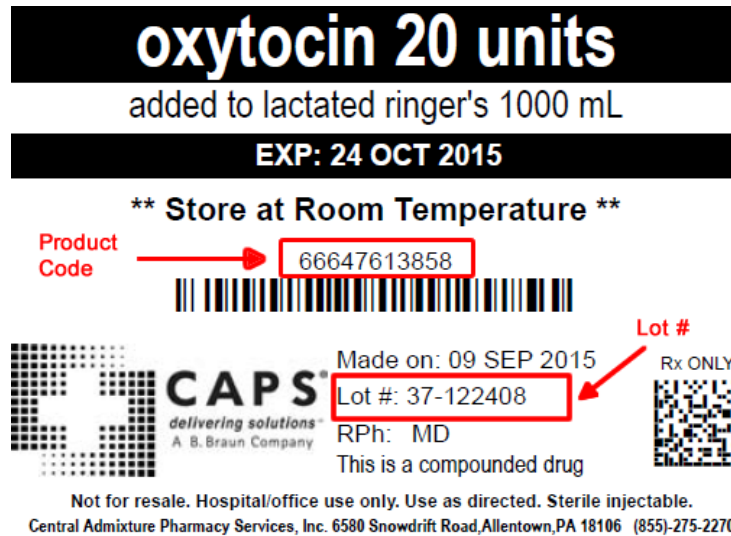 oxytocin 20 units
added to lactated ringer's 1000 mL
EXP: 24 OCT 2015
** Store at Room Temperature **
Product
Code
66647613858
Lot #
Made on: 09 SEP 2015
Rx ONLY
CAPS
Lot #: 37-122408
delivering solutions
RPh: MD
A B. Braun Company
This is a compounded drug
Not for resale. Hospital/office use only. Use as directed. Sterile injectable.
Central Admixture Pharmacy Services, Inc. 6580 Snowdrift Road,Allentown,PA 18106 (855)-275-2270